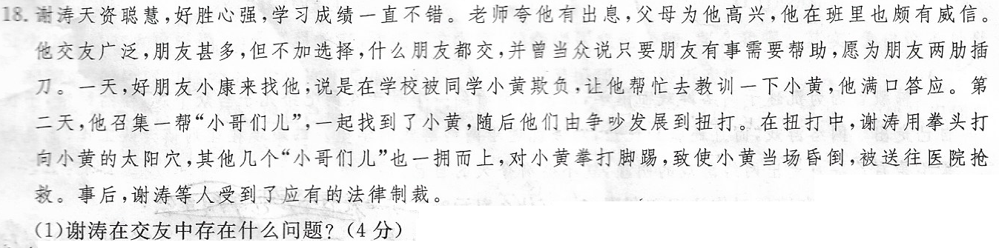 18. 谢涛天资聪慧,好胜心强,学习成绩一直不错。老师夸他有出息,父母为他高兴,他在班里也颇有威信。
他交友广泛,朋友甚多,但不加选择,什么朋友都交,并曾当众说只要朋友有事需要帮助,愿为朋友两肋插
刀。一天,好朋友小康来找他,说是在学校被同学小黄欺负,让他帮忙去教训一下小黄,他满口答应。第
二天,他召集一帮“小哥们儿”,一起找到了小黄,随后他们由争吵发展到扭打。在扭打中,谢涛用拳头打
向小黄的太阳穴,其他几个“小哥们儿”也一拥而上,对小黄拳打脚踢,致使小黄当场昏倒,被送往医院抢
救。事后,谢涛等人受到了应有的法律制裁。
(1)谢涛在交友中存在什么问题?(4分)